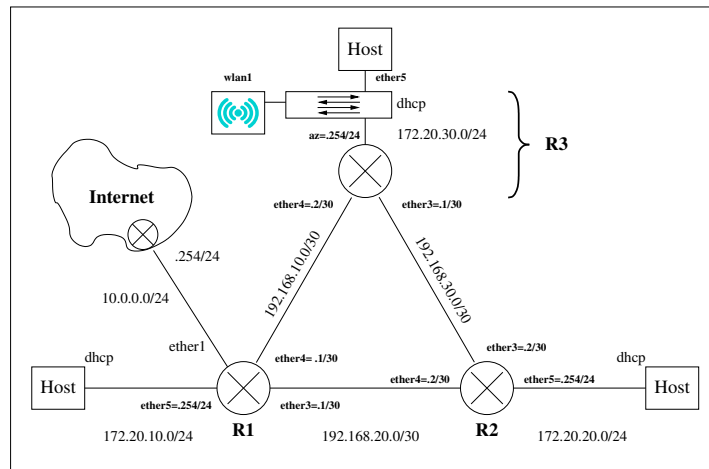 Host
wlan1
ether5
dhcp
az=.254/24
172.20.30.0/24
R3
Internet
ether4=.2/30
ether3=.1/30
.254/24
192.168.10.0/30
192.168.30.0/30
10.0.0.0/24
ether1
ether3=.2/30
dhcp
ether4= .1/30
dhcp
Host
ether4=.2/30
ether5=.254/24
Host
ether5=.254/24
ether3=.1/30
R1
R2
172.20.10.0/24
192.168.20.0/30
172.20.20.0/24